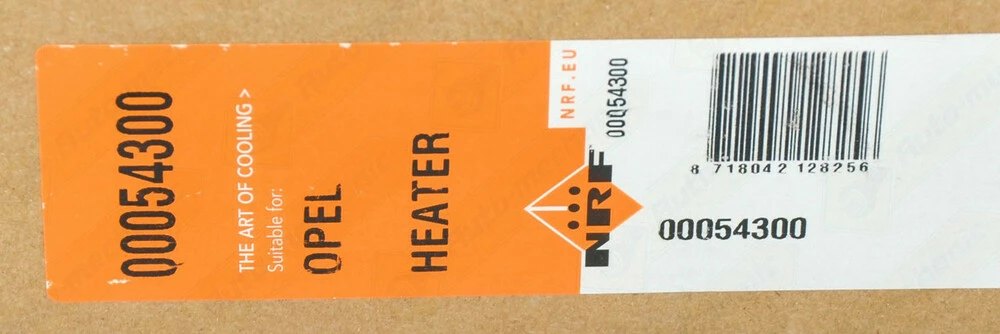 00054300
THE ART OF COOLING >
Suitable for:
OPEL
HEATER
NRF.EU
NRF
00054300
8 718042 128256
00054300